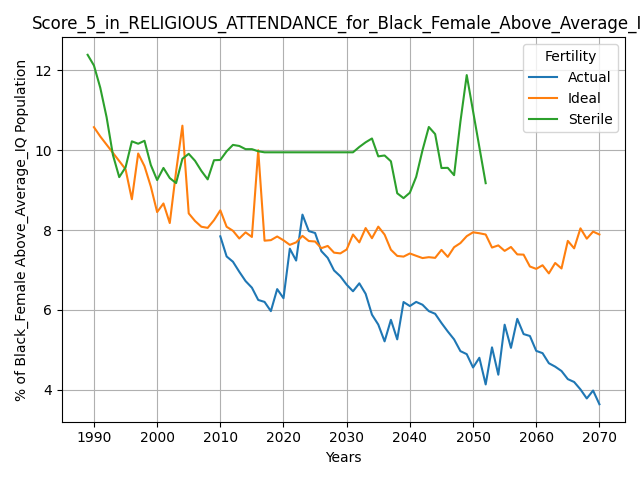 Score_5_in_RELIGIOUS_ATTENDANCE_for_Black_Female_Above_Average_I
Fertility
Actual
Ideal
Sterile
% of Black_Female Above_Average_IQ Population
12
10
8
6
4
1990 2000 2010 2020 2030 2040 2050 2060 2070
Years